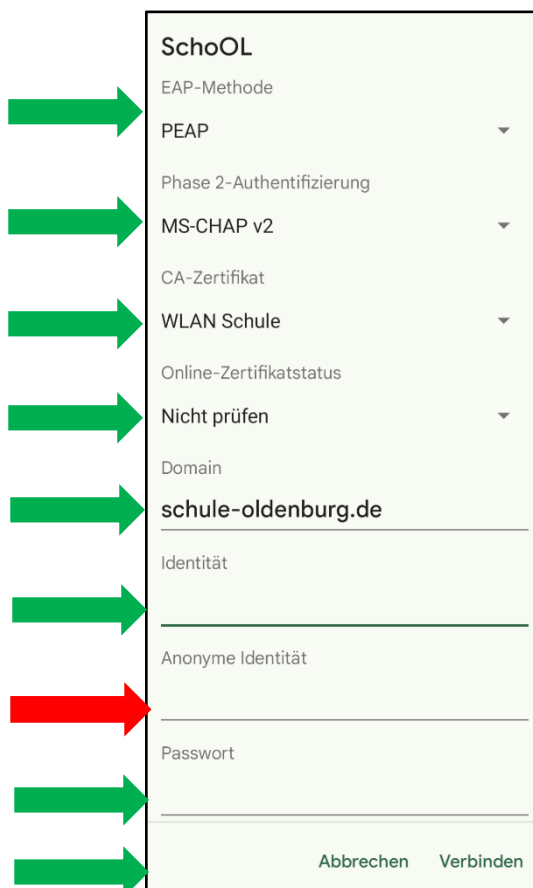 SchoOL
EAP-Methode
PEAP
Phase 2-Authentifizierung
MS-CHAP v2
CA-Zertifikat
WLAN Schule
Online-Zertifikatstatus
Nicht prüfen
Domain
schule-oldenburg.de
Identität
Anonyme Identität
Passwort
Abbrechen Verbinden